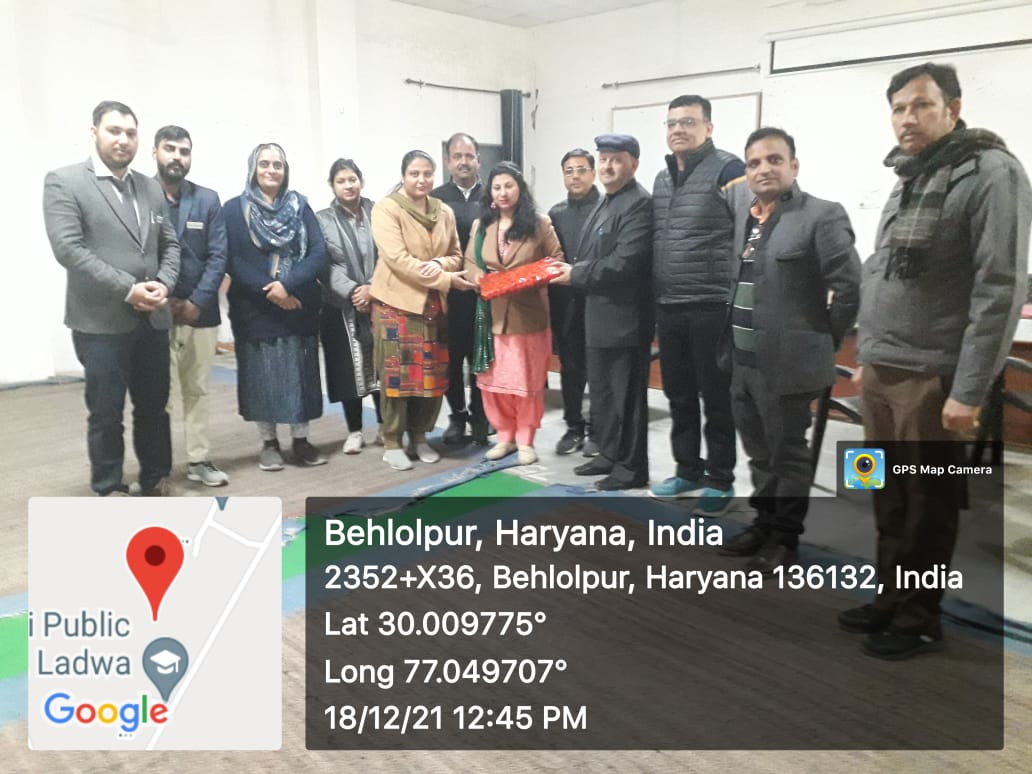 GPS Map Camera
i Public
Ladwa
Google
Behlolpur, Haryana, India
2352+X36, Behlolpur, Haryana 136132, India
Lat 30.009775°
Long 77.049707°
18/12/21 12:45 PM